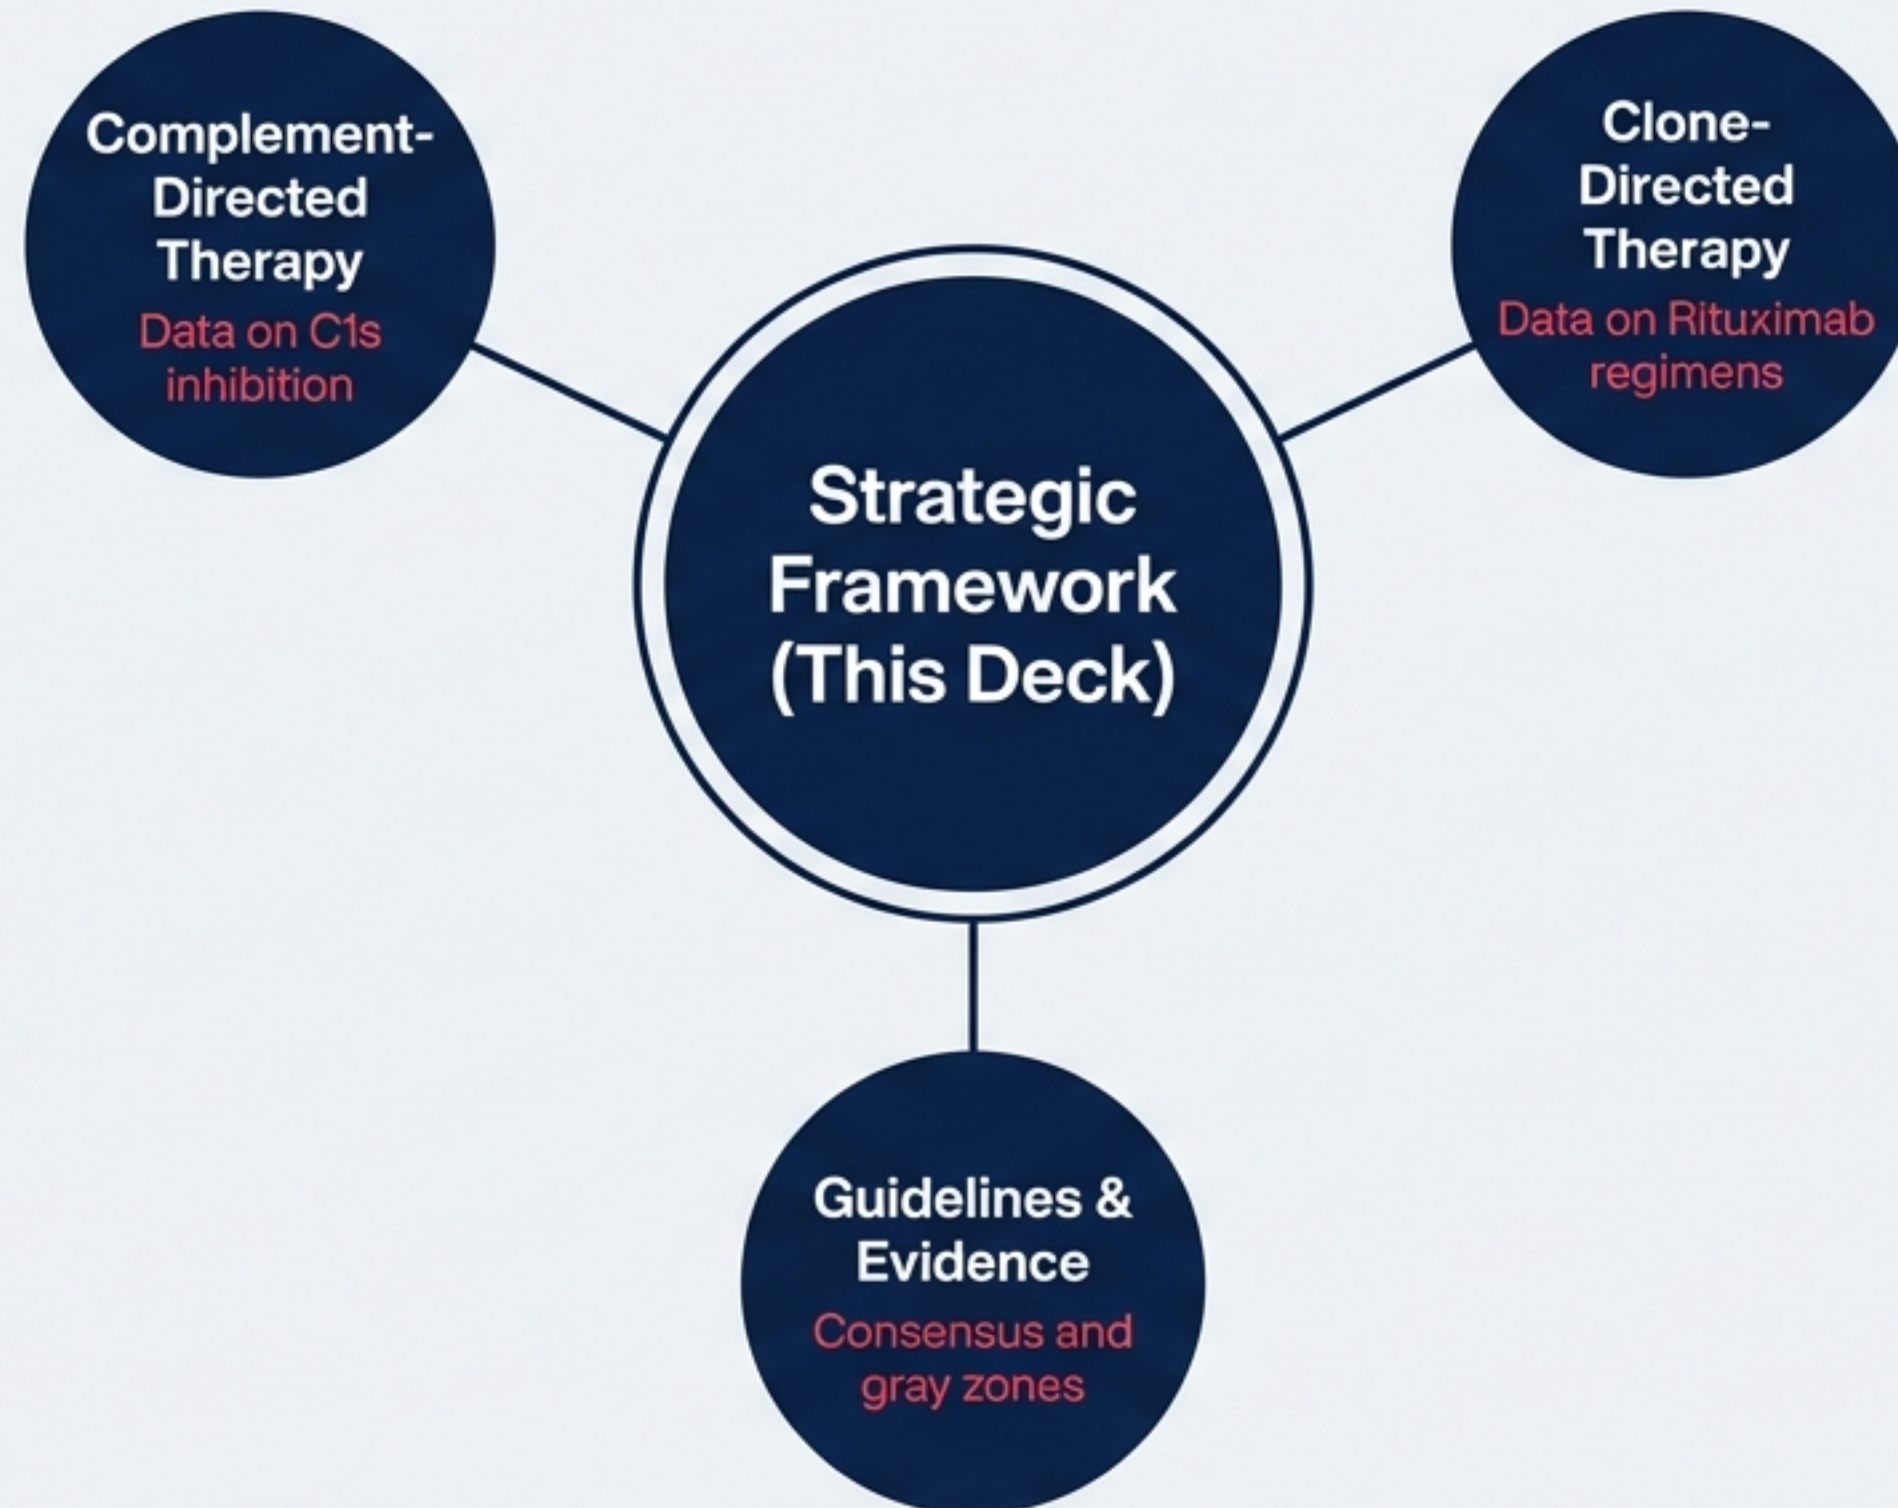 Complement-
Directed
Therapy
Data on C1s
inhibition
Clone-
Directed
Therapy
Data on Rituximab
regimens
Strategic
Framework
(This Deck)
Guidelines &
Evidence
Consensus and
gray zones